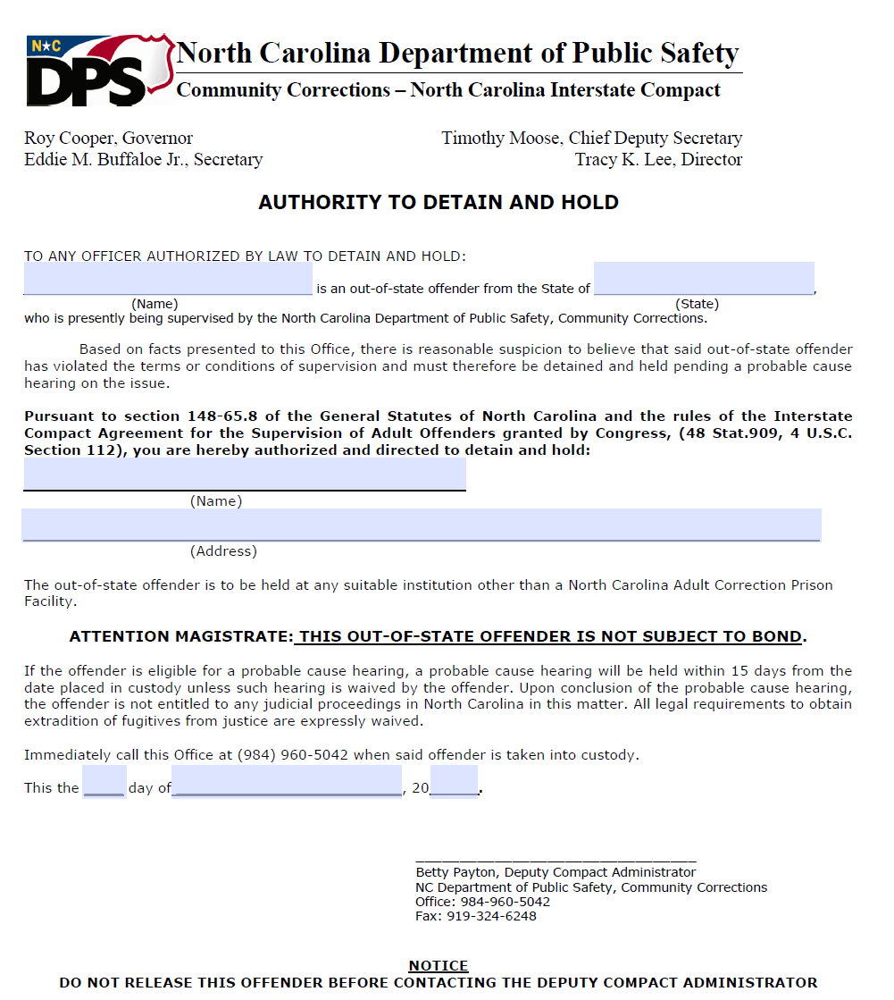 N★C
DPS
North Carolina Department of Public Safety
Community Corrections – North Carolina Interstate Compact
Roy Cooper, Governor Timothy Moose, Chief Deputy Secretary
Eddie M. Buffaloe Jr., Secretary Tracy K. Lee, Director
AUTHORITY TO DETAIN AND HOLD
TO ANY OFFICER AUTHORIZED BY LAW TO DETAIN AND HOLD:
is an out-of-state offender from the State of ,
(Name) (State)
who is presently being supervised by the North Carolina Department of Public Safety, Community Corrections.
Based on facts presented to this Office, there is reasonable suspicion to believe that said out-of-state offender
has violated the terms or conditions of supervision and must therefore be detained and held pending a probable cause
hearing on the issue.
Pursuant to section 148-65.8 of the General Statutes of North Carolina and the rules of the Interstate
Compact Agreement for the Supervision of Adult Offenders granted by Congress, (48 Stat.909, 4 U.S.C.
Section 112), you are hereby authorized and directed to detain and hold:
(Name)
(Address)
The out-of-state offender is to be held at any suitable institution other than a North Carolina Adult Correction Prison
Facility.
ATTENTION MAGISTRATE: THIS OUT-OF-STATE OFFENDER IS NOT SUBJECT TO BOND.
If the offender is eligible for a probable cause hearing, a probable cause hearing will be held within 15 days from the
date placed in custody unless such hearing is waived by the offender. Upon conclusion of the probable cause hearing,
the offender is not entitled to any judicial proceedings in North Carolina in this matter. All legal requirements to obtain
extradition of fugitives from justice are expressly waived.
Immediately call this Office at (984) 960-5042 when said offender is taken into custody.
This the ____ day of ____________, 20____.
Betty Payton, Deputy Compact Administrator
NC Department of Public Safety, Community Corrections
Office: 984-960-5042
Fax: 919-324-6248
NOTICE
DO NOT RELEASE THIS OFFENDER BEFORE CONTACTING THE DEPUTY COMPACT ADMINISTRATOR